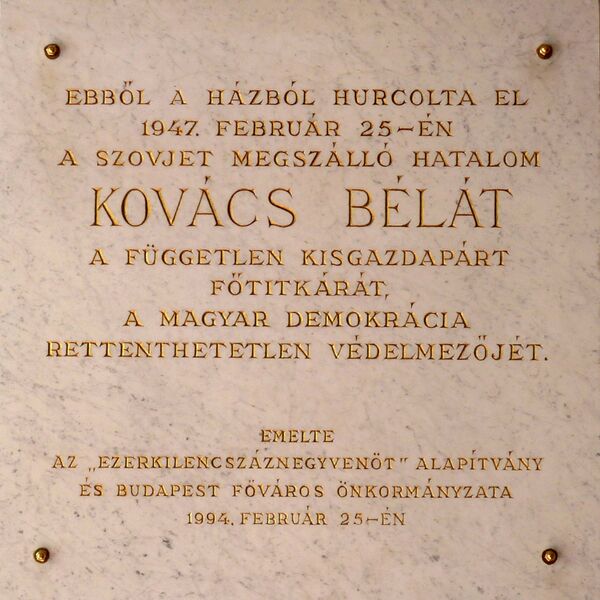 EBBŐL A HÁZBÓL HURCOLTA EL
1947. FEBRUÁR 25-ÉN
A SZOVJET MEGSZÁLLÓ HATALOM
KOVÁCS BÉLÁT
A FÜGGETLEN KISGAZDAPÁRT
FŐTITKÁRÁT,
A MAGYAR DEMOKRÁCIA
RETTENTHETETLEN VÉDELMEZŐJÉT.
EMELTE
AZ „EZERKILENCSZÁZNEGYVENÖT" ALAPÍTVÁNY
ÉS BUDAPEST FŐVÁROS ÖNKORMÁNYZATA
1994. FEBRUÁR 25-ÉN